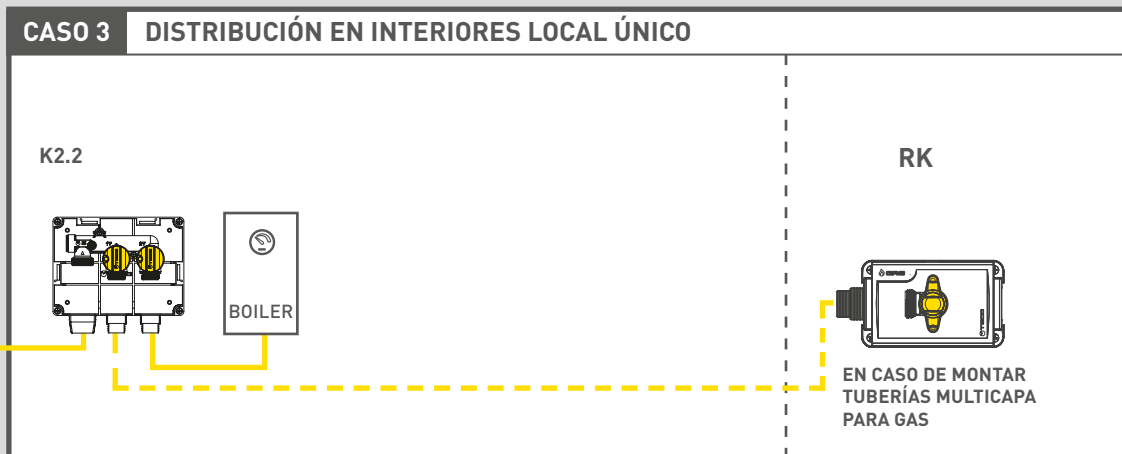 CASO 3 DISTRIBUCIÓN EN INTERIORES LOCAL ÚNICO
K2.2
RK
BOILER
EN CASO DE MONTAR
TUBERÍAS MULTICAPA
PARA GAS